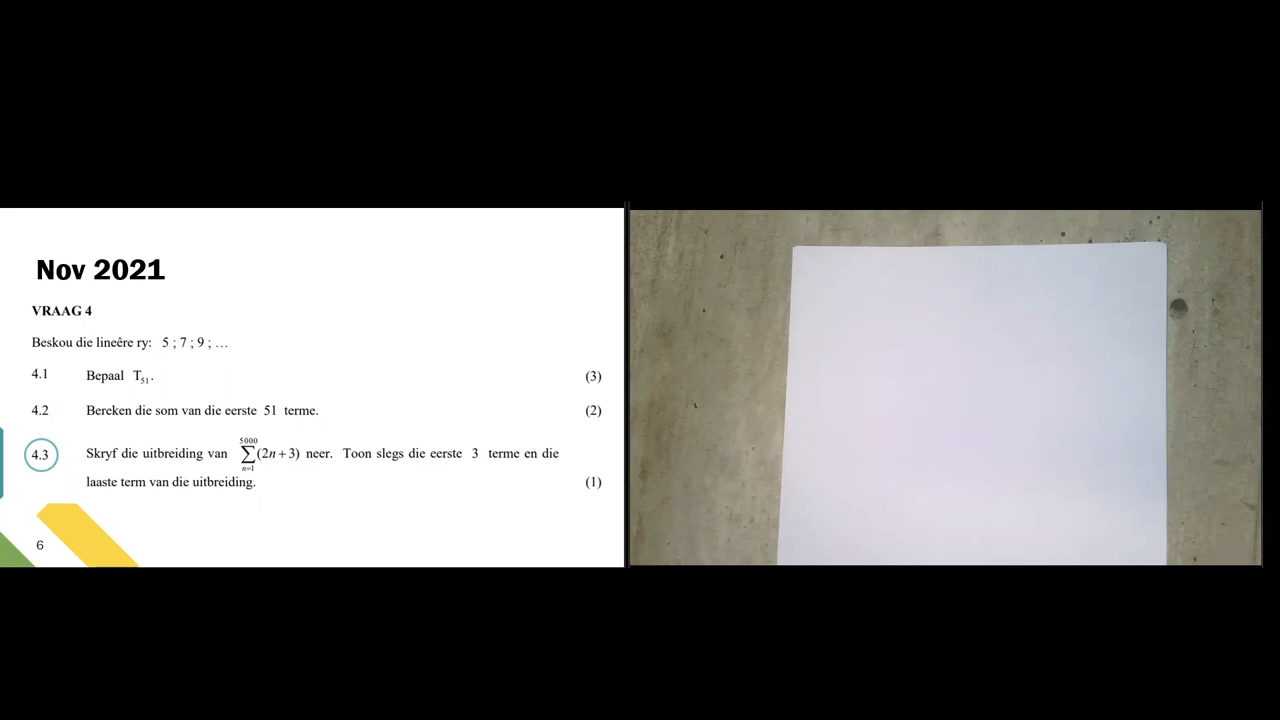 Nov 2021
VRAAG 4
Beskou die lineêre ry: 5 ; 7 ; 9 ; …
4.1 Bepaal T₅₁. (3)
4.2 Bereken die som van die eerste 51 terme. (2)
4.3 Skryf die uitbreiding van \sum_{n=1}^{5000}(2n+3) neer. Toon slegs die eerste 3 terme en die
laaste term van die uitbreiding. (1)
6